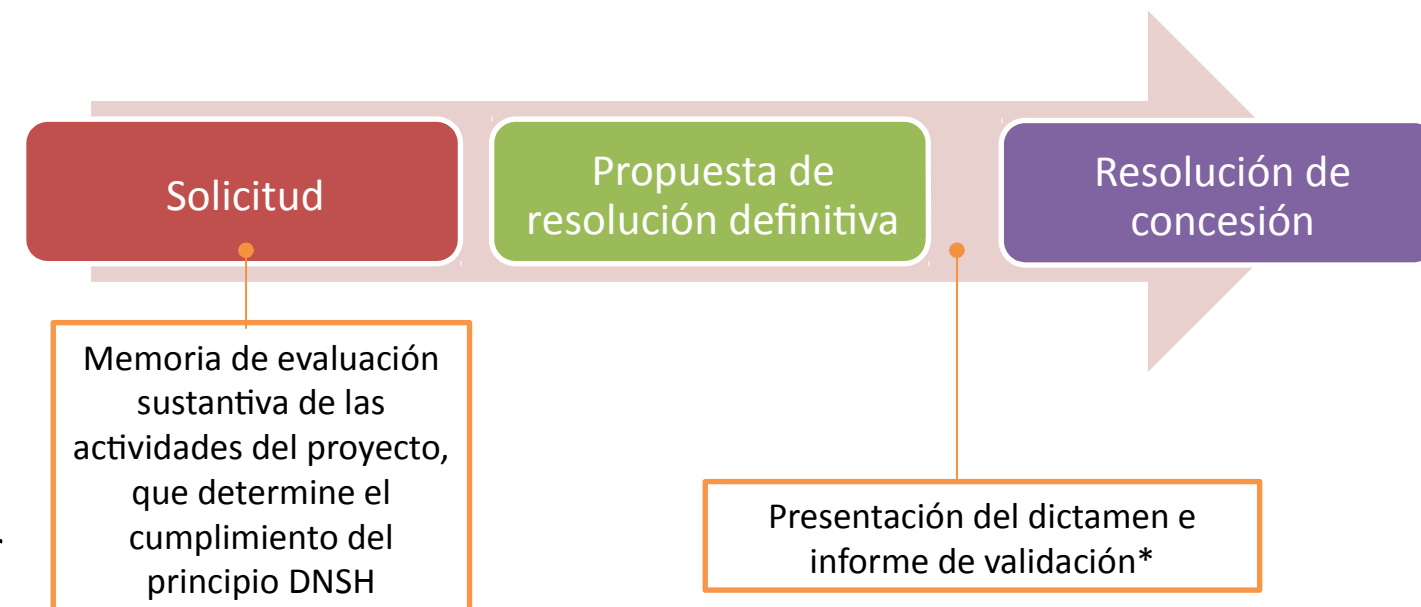 Solicitud
Propuesta de
resolución definitiva
Resolución de
concesión
Memoria de evaluación
sustantiva de las
actividades del proyecto,
que determine el
cumplimiento del
principio DNSH
Presentación del dictamen e
informe de validación*